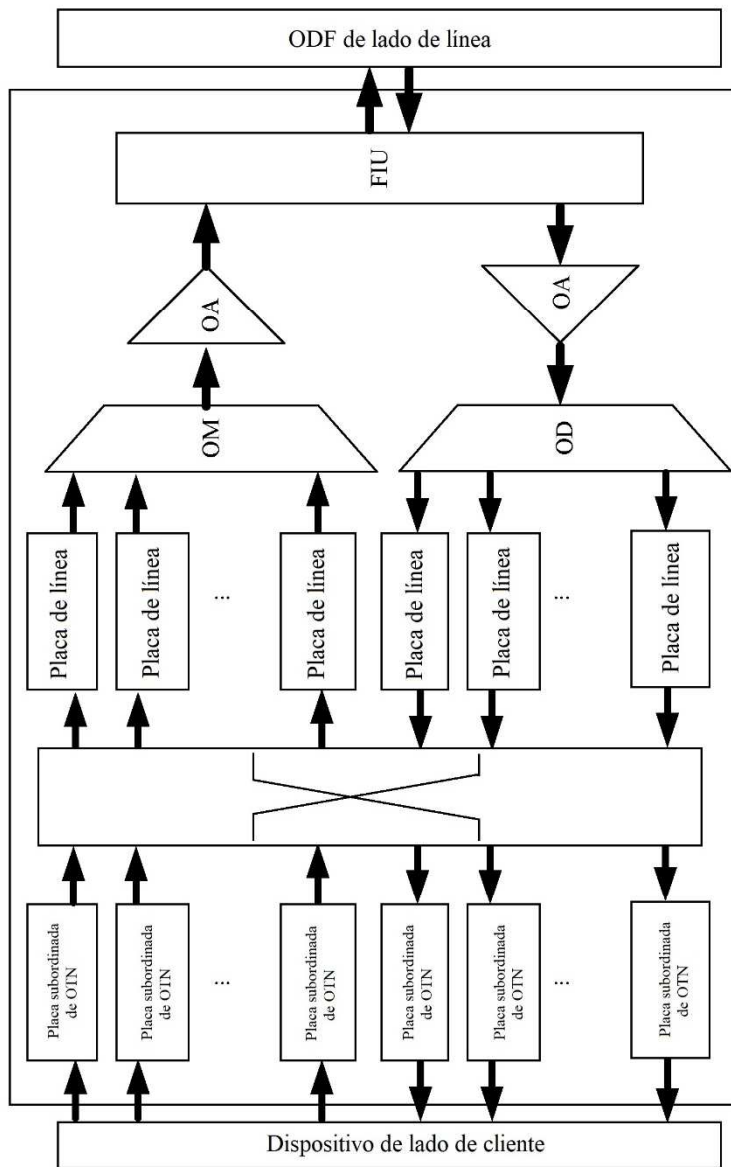 ODF de lado de línea
FIU
OA
OA
OM
OD
Placa de línea
Placa de línea
...
Placa de línea
Placa de línea
Placa de línea
...
Placa de línea
Placa subordinada
de OTN
Placa subordinada
de OTN
...
Placa subordinada
de OTN
Placa subordinada
de OTN
Placa subordinada
de OTN
...
Placa subordinada
de OTN
Dispositivo de lado de cliente